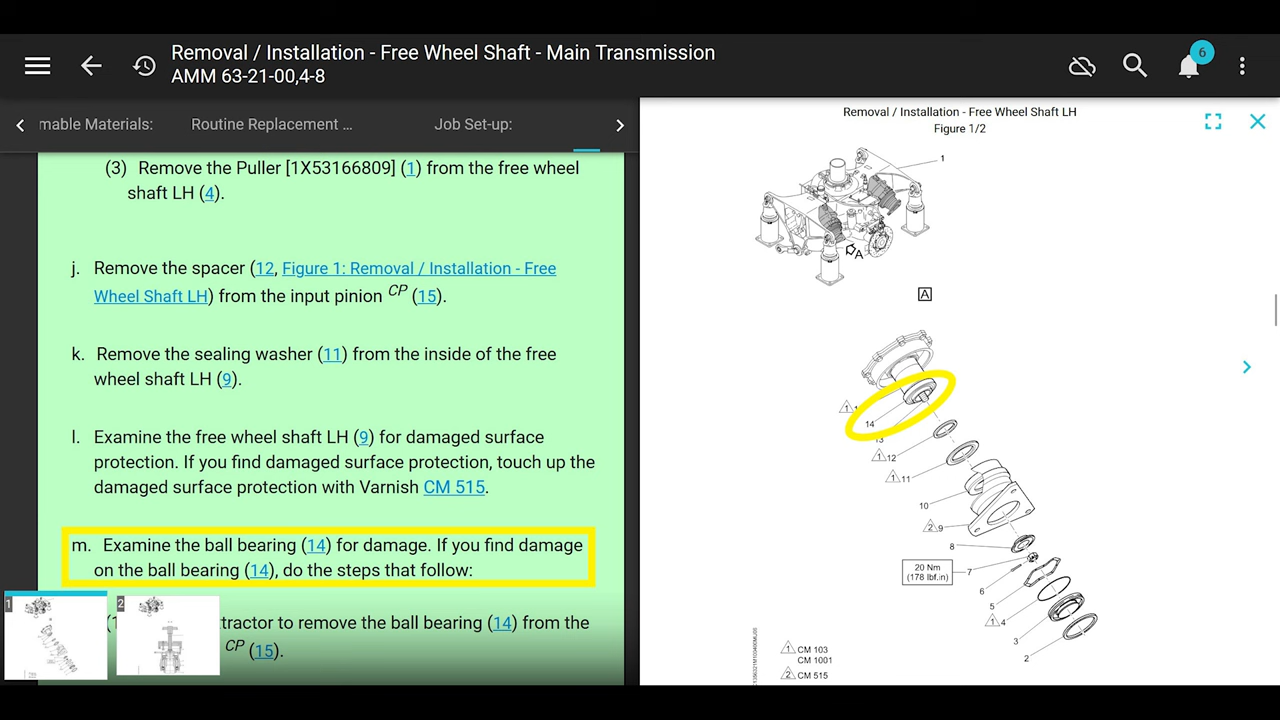 Removal / Installation - Free Wheel Shaft - Main Transmission
AMM 63-21-00,4-8
6
mable Materials:
Routine Replacement ...
Job Set-up:
(3) Remove the Puller [1X53166809] (1) from the free wheel
shaft LH (4).
j. Remove the spacer (12, Figure 1: Removal / Installation - Free
Wheel Shaft LH) from the input pinion CP (15).
k. Remove the sealing washer (11) from the inside of the free
wheel shaft LH (9).
l. Examine the free wheel shaft LH (9) for damaged surface
protection. If you find damaged surface protection, touch up the
damaged surface protection with Varnish CM 515.
m. Examine the ball bearing (14) for damage. If you find damage
on the ball bearing (14), do the steps that follow:
(1
tractor to remove the ball bearing (14) from the
CP (15).
1
2
Removal / Installation - Free Wheel Shaft LH
Figure 1/2
1
A
A
1
14
13
1 12
1 11
10
2 9
8
20 Nm
(178 lbf.in)
7
6
5
1 4
3
2
1 CM 103
CM 1001
2 CM 515